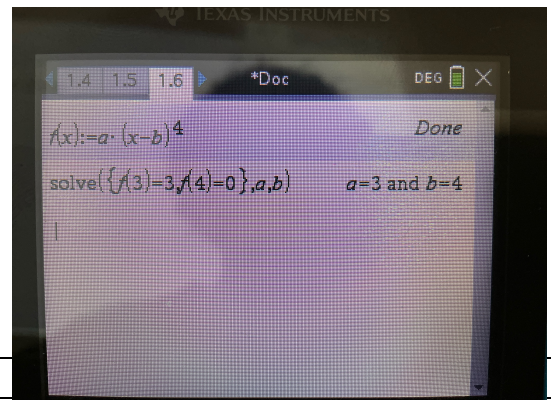 TEXAS INSTRUMENTS
1.4 1.5 1.6 *Doc DEG
f(x):=a·(x−b)⁴ Done
solve({f(3)=3,f(4)=0},a,b) a=3 and b=4